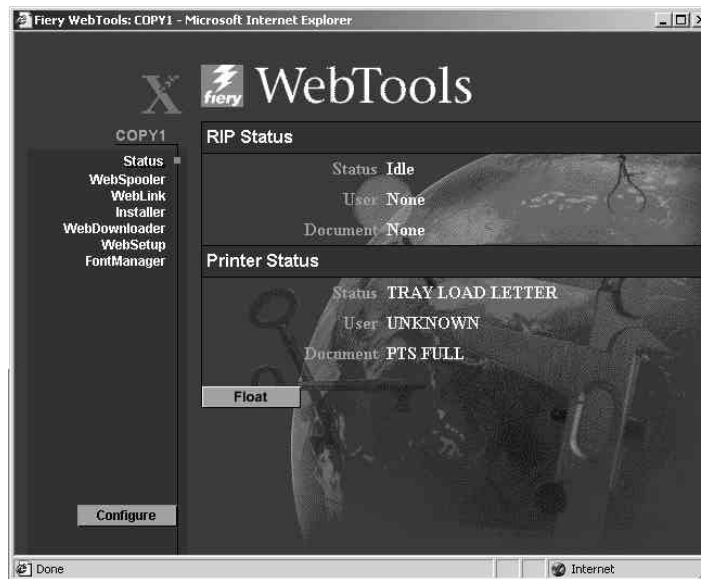 Fiery WebTools: COPY1 - Microsoft Internet Explorer
X
fiery WebTools
COPY1
Status
WebSpooler
WebLink
Installer
WebDownloader
WebSetup
FontManager
Configure
RIP Status
Status Idle
User None
Document None
Printer Status
Status TRAY LOAD LETTER
User UNKNOWN
Document PTS FULL
Float
Done
Internet